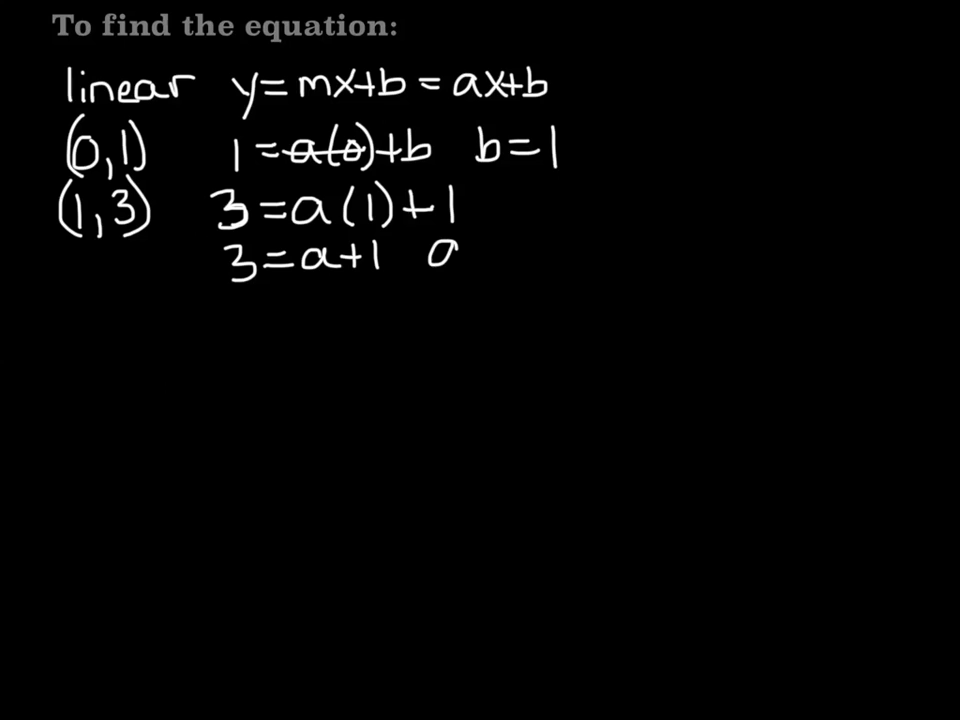 To find the equation:
linear y=mx+b = ax+b
(0,1) 1=a(0)+b b=1
(1,3) 3=a(1)+1
3=a+1 a